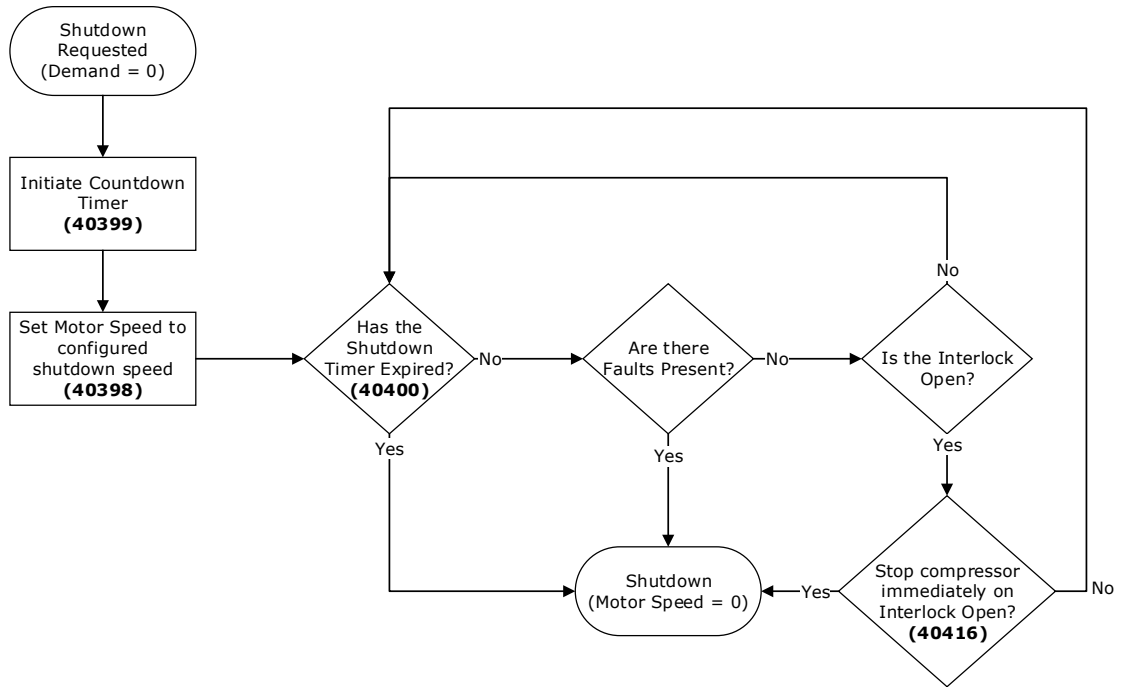 Shutdown
Requested
(Demand = 0)
Initiate Countdown
Timer
(40399)
Set Motor Speed to
configured
shutdown speed
(40398)
Has the
Shutdown
Timer Expired?
(40400)
No
Yes
Are there
Faults Present?
No
Yes
Is the Interlock
Open?
No
Yes
Stop compressor
immediately on
Interlock Open?
(40416)
Yes
No
Shutdown
(Motor Speed = 0)